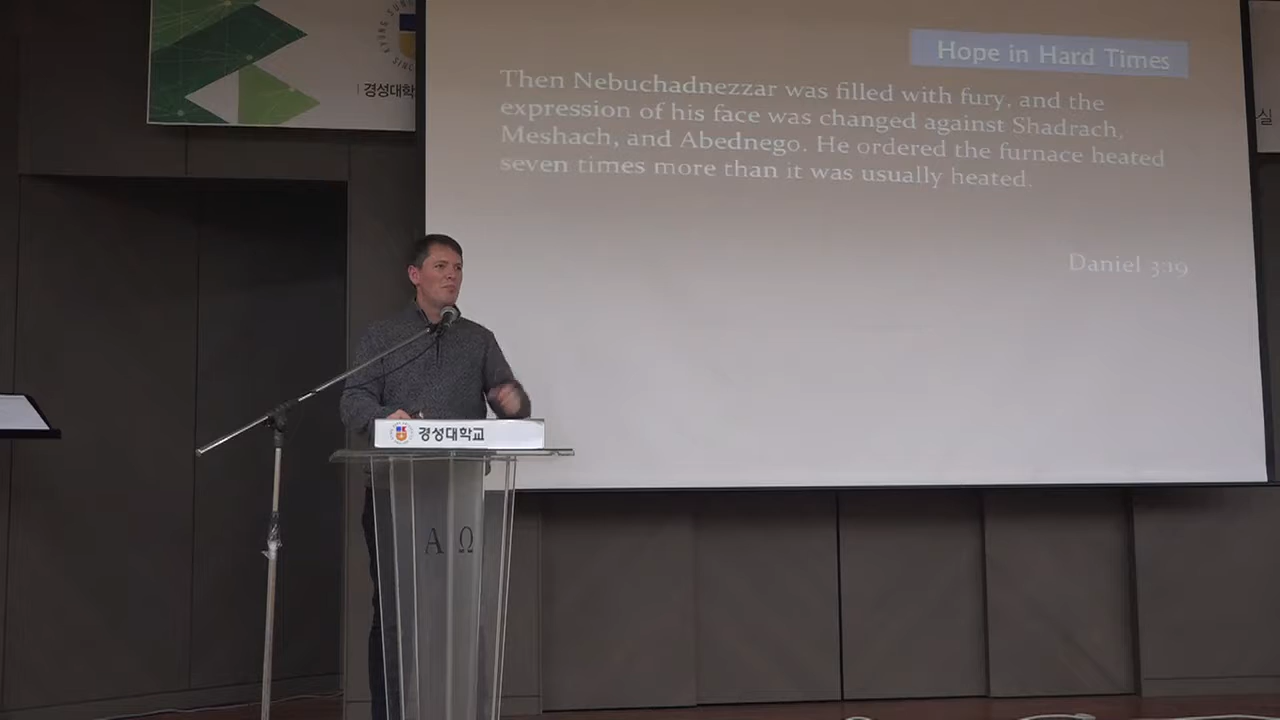 경성대학
Hope in Hard Times
Then Nebuchadnezzar was filled with fury, and the
expression of his face was changed against Shadrach,
Meshach, and Abednego. He ordered the furnace heated
seven times more than it was usually heated.
Daniel 3:19
실
경성대학교
Α Ω